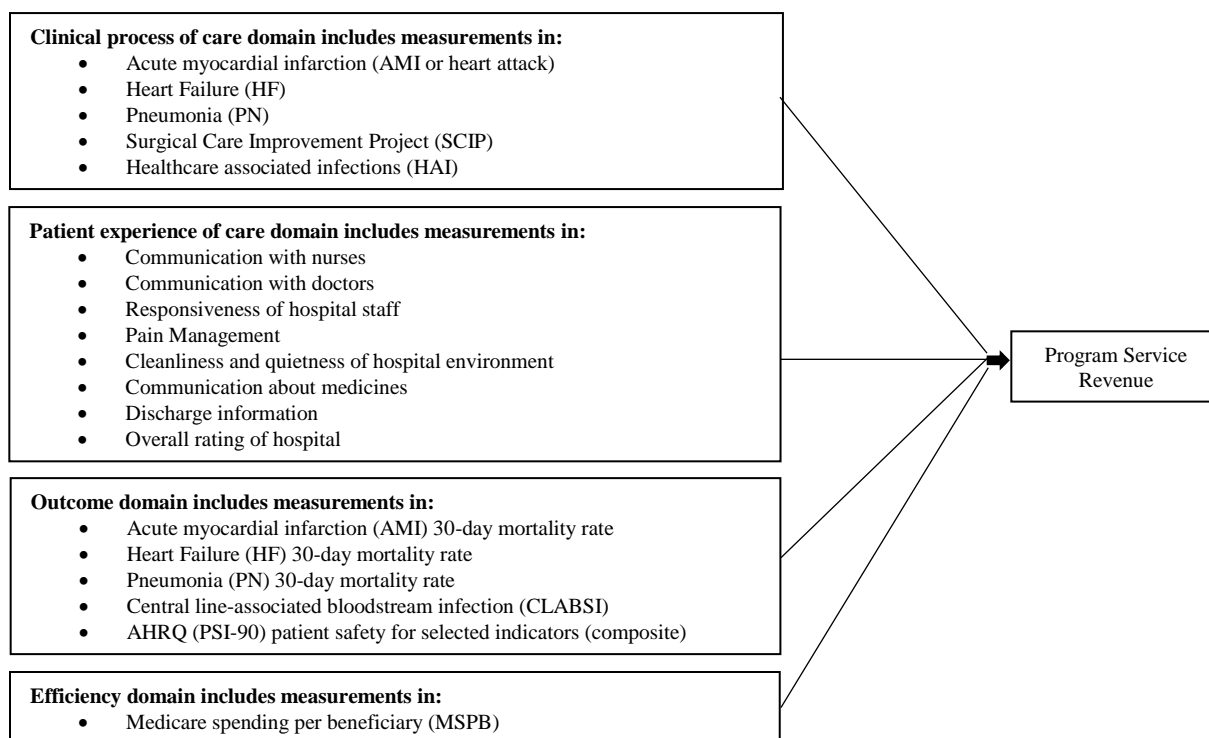 Clinical process of care domain includes measurements in:
• Acute myocardial infarction (AMI or heart attack)
• Heart Failure (HF)
• Pneumonia (PN)
• Surgical Care Improvement Project (SCIP)
• Healthcare associated infections (HAI)
Patient experience of care domain includes measurements in:
• Communication with nurses
• Communication with doctors
• Responsiveness of hospital staff
• Pain Management
• Cleanliness and quietness of hospital environment
• Communication about medicines
• Discharge information
• Overall rating of hospital
Program Service
Revenue
Outcome domain includes measurements in:
• Acute myocardial infarction (AMI) 30-day mortality rate
• Heart Failure (HF) 30-day mortality rate
• Pneumonia (PN) 30-day mortality rate
• Central line-associated bloodstream infection (CLABSI)
• AHRQ (PSI-90) patient safety for selected indicators (composite)
Efficiency domain includes measurements in:
• Medicare spending per beneficiary (MSPB)